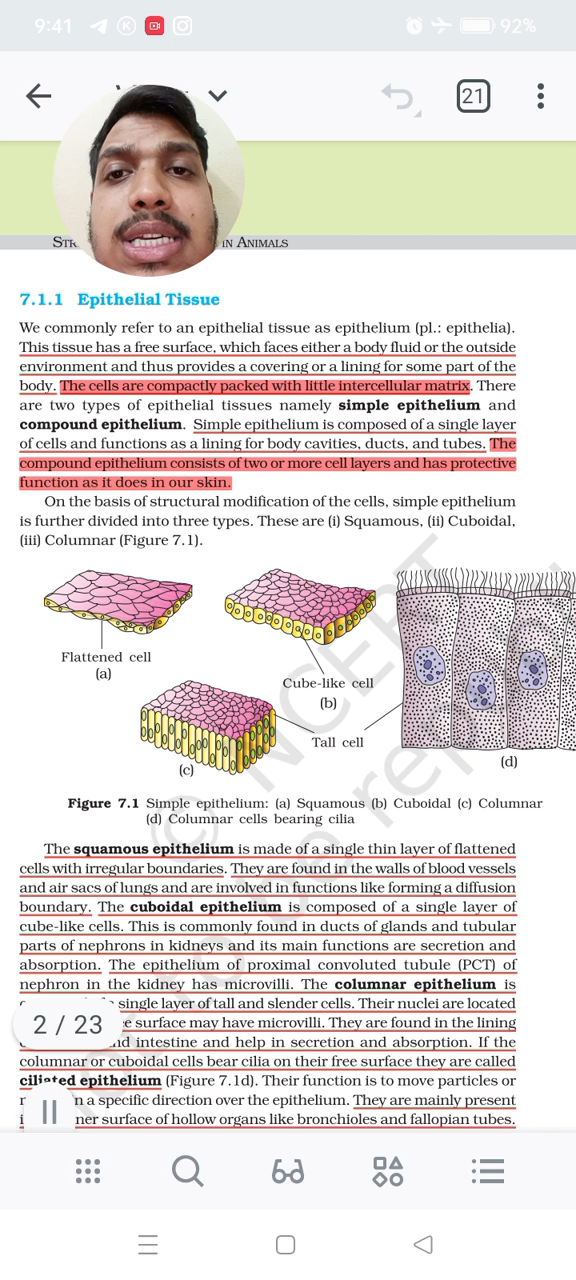 9:41
92%
21
STR
IN ANIMALS
7.1.1 Epithelial Tissue
We commonly refer to an epithelial tissue as epithelium (pl.: epithelia).
This tissue has a free surface, which faces either a body fluid or the outside
environment and thus provides a covering or a lining for some part of the
body. The cells are compactly packed with little intercellular matrix. There
are two types of epithelial tissues namely simple epithelium and
compound epithelium. Simple epithelium is composed of a single layer
of cells and functions as a lining for body cavities, ducts, and tubes. The
compound epithelium consists of two or more cell layers and has protective
function as it does in our skin.
On the basis of structural modification of the cells, simple epithelium
is further divided into three types. These are (i) Squamous, (ii) Cuboidal,
(iii) Columnar (Figure 7.1).
Flattened cell
(a)
Cube-like cell
(b)
Tall cell
(c)
(d)
© NCERT
not to be re
Figure 7.1 Simple epithelium: (a) Squamous (b) Cuboidal (c) Columnar
(d) Columnar cells bearing cilia
The squamous epithelium is made of a single thin layer of flattened
cells with irregular boundaries. They are found in the walls of blood vessels
and air sacs of lungs and are involved in functions like forming a diffusion
boundary. The cuboidal epithelium is composed of a single layer of
cube-like cells. This is commonly found in ducts of glands and tubular
parts of nephrons in kidneys and its main functions are secretion and
absorption. The epithelium of proximal convoluted tubule (PCT) of
nephron in the kidney has microvilli. The columnar epithelium is
single layer of tall and slender cells. Their nuclei are located
2 / 23
surface may have microvilli. They are found in the lining
intestine and help in secretion and absorption. If the
columnar or cuboidal cells bear cilia on their free surface they are called
ciliated epithelium (Figure 7.1d). Their function is to move particles or
in a specific direction over the epithelium. They are mainly present
surface of hollow organs like bronchioles and fallopian tubes.